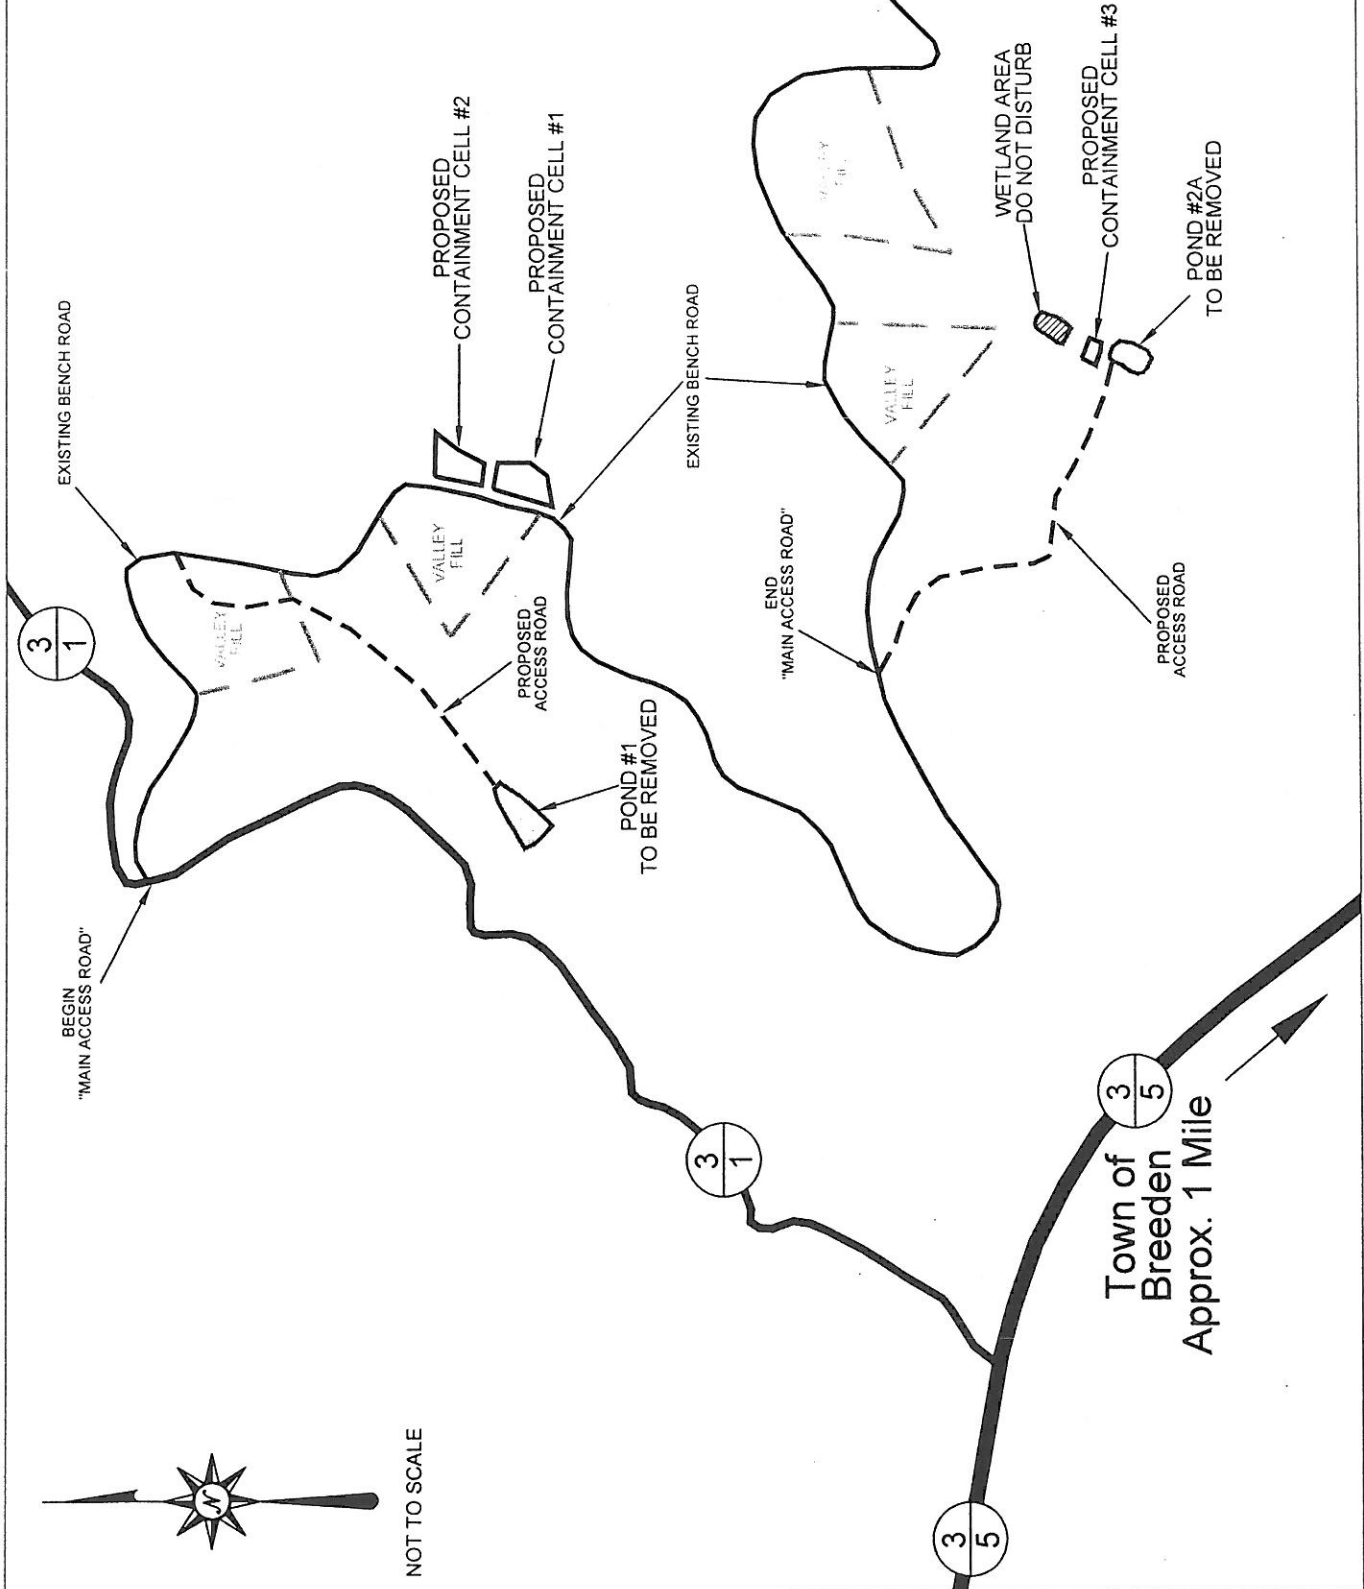 BEGIN
"MAIN ACCESS ROAD"
3
1
EXISTING BENCH ROAD
N
VALLEY
FILL
NOT TO SCALE
VALLEY
FILL
PROPOSED
CONTAINMENT CELL #2
PROPOSED
ACCESS ROAD
PROPOSED
CONTAINMENT CELL #1
POND #1
TO BE REMOVED
EXISTING BENCH ROAD
3
1
END
"MAIN ACCESS ROAD"
VALLEY
FILL
3
5
WETLAND AREA
DO NOT DISTURB
PROPOSED
CONTAINMENT CELL #3
3
5
Town of
Breeden
Approx. 1 Mile
PROPOSED
ACCESS ROAD
POND #2A
TO BE REMOVED